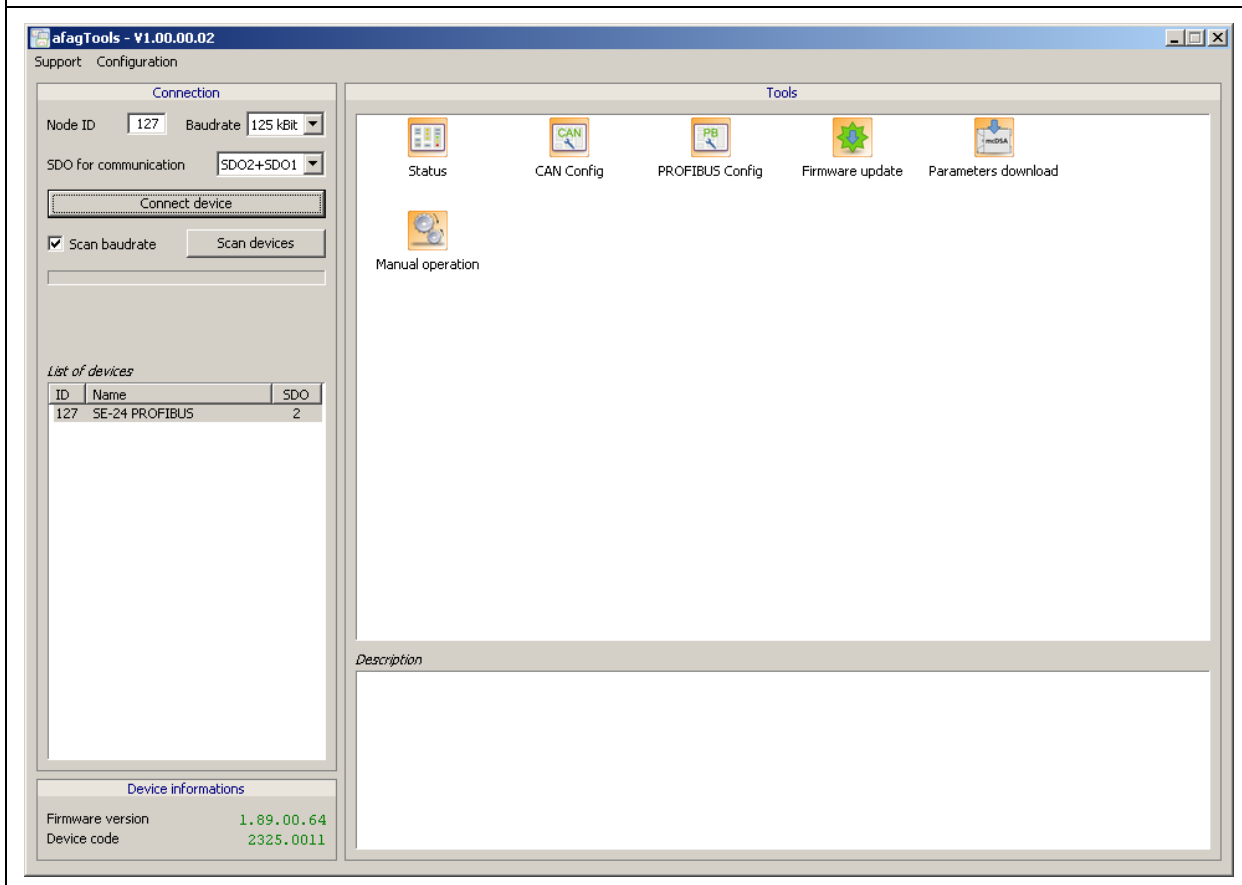 afagTools - V1.00.00.02
Support Configuration
Connection
Node ID 127 Baudrate 125 kBit
SDO for communication SDO2+SDO1
Connect device
Scan baudrate Scan devices
List of devices
ID Name SDO
127 SE-24 PROFIBUS 2
Device informations
Firmware version 1.89.00.64
Device code 2325.0011
Tools
CAN
PB
mcDSA
Status CAN Config PROFIBUS Config Firmware update Parameters download
Manual operation
Description